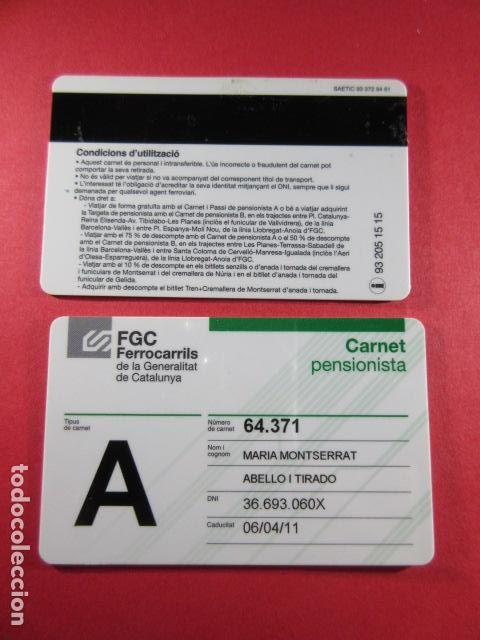 SAETIC 93 372 94 61
Condicions d'utilització
• Aquest carnet és personal i intransferible. L'ús incorrecte o fraudulent del carnet pot
comportar la seva retirada.
• No és vàlid per viatjar si no va acompanyat del corresponent títol de transport.
• L'interessat té l'obligació d'acreditar la seva identitat mitjançant el DNI, sempre que li sigui
demanada per qualsevol agent ferroviari.
• Dóna dret a:
- Viatjar de forma gratuïta amb el Carnet i Passi de pensionista A o bé a viatjar adquirint
la Targeta de pensionista amb el Carnet de pensionista B, en els trajectes entre Pl. Catalunya-
Reina Elisenda-Av. Tibidabo-Les Planes (inclòs el funicular de Vallvidrera), de la línia
Barcelona-Vallès i entre Pl. Espanya-Molí Nou, de la línia Llobregat-Anoia d'FGC.
- Viatjar amb el 75 % de descompte amb el Carnet de pensionista A o el 50 % de descompte
amb el Carnet de pensionista B, en els trajectes entre Les Planes-Terrassa-Sabadell de
la línia Barcelona-Vallès i entre Santa Coloma de Cervelló-Manresa-Igualada (inclòs l'Aeri
d'Olesa-Esparreguera), de la línia Llobregat-Anoia d'FGC.
- Viatjar amb el 10 % de descompte en els bitllets senzills o d'anada i tornada del cremallera
i funicular de Montserrat i del cremallera de Núria i en el bitllet d'anada i tornada del
funicular de Gelida.
- Adquirir amb descompte el bitllet Tren+Cremallera de Montserrat d'anada i tornada.
93 205 15 15
FGC
Ferrocarrils
de la Generalitat
de Catalunya
Carnet
pensionista
Tipus
de carnet
A
Número
de carnet
64.371
Nom i
cognom
MARIA MONTSERRAT
ABELLO I TIRADO
DNI
36.693.060X
Caducitat
06/04/11
todocoleccion.net